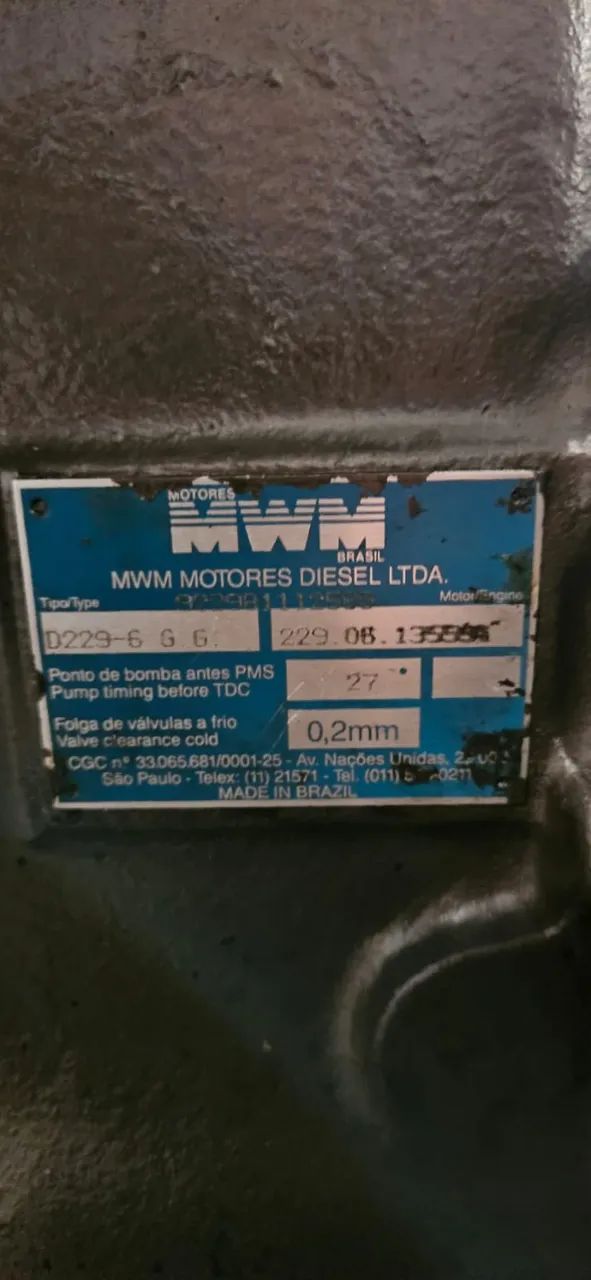 MOTORES
MWM
BRASIL
MWM MOTORES DIESEL LTDA.
Tipo/Type Motor/Engine
D229-6 G.G.
Ponto de bomba antes PMS 27°
Pump timing before TDC
Folga de válvulas a frio 0,2mm
Valve clearance cold
CGC nº 33.065.681/0001-25 - Av. Nações Unidas,
São Paulo - Telex: (11) 21571 - Tel. (011)
MADE IN BRAZIL